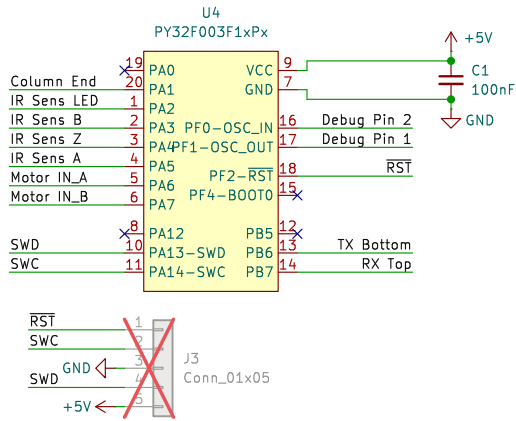 U4
PY32F003F1xPx
19 PA0 VCC 9 +5V
Column End 20 PA1 GND 7 C1
IR Sens LED 1 PA2 100nF
IR Sens B 2 PA3 PF0-OSC_IN 16 Debug Pin 2 GND
IR Sens Z 3 PA4 PF1-OSC_OUT 17 Debug Pin 1
IR Sens A 4 PA5
Motor IN_A 5 PA6 PF2-RST 18 RST
Motor IN_B 6 PA7 PF4-BOOT0 15
8 PA12 PB5 12
SWD 10 PA13-SWD PB6 13 TX Bottom
SWC 11 PA14-SWC PB7 14 RX Top
RST 1
SWC 2
GND 3 J3
SWD 4 Conn_01x05
+5V 5